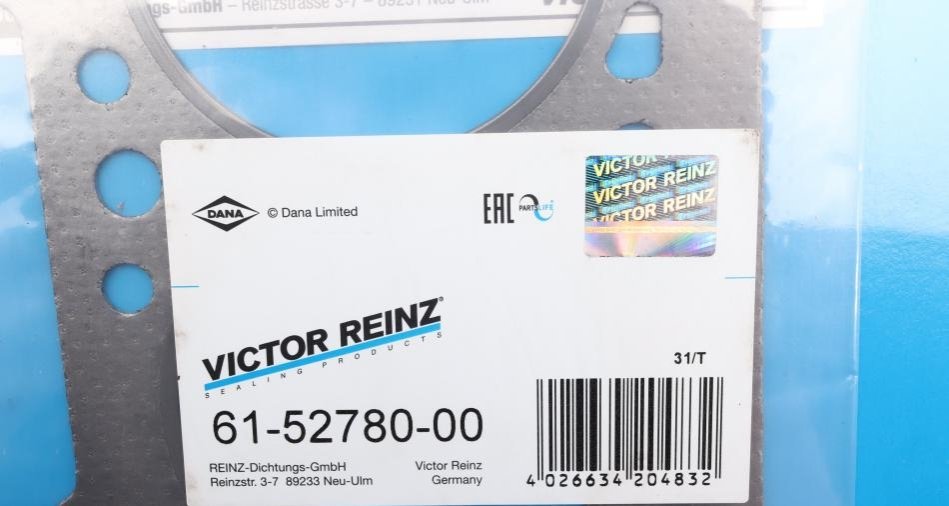 ngs-GmbH – Reinzstrasse 3-7 – 89231 Neu-Ulm
DANA © Dana Limited
EAC PARTSLIFE
VICTOR REINZ
VICTOR REINZ
VICTOR REINZ
VICTOR REINZ®
SEALING PRODUCTS
31/T
61-52780-00
REINZ-Dichtungs-GmbH Victor Reinz
Reinzstr. 3-7 89233 Neu-Ulm Germany
4 026634 204832